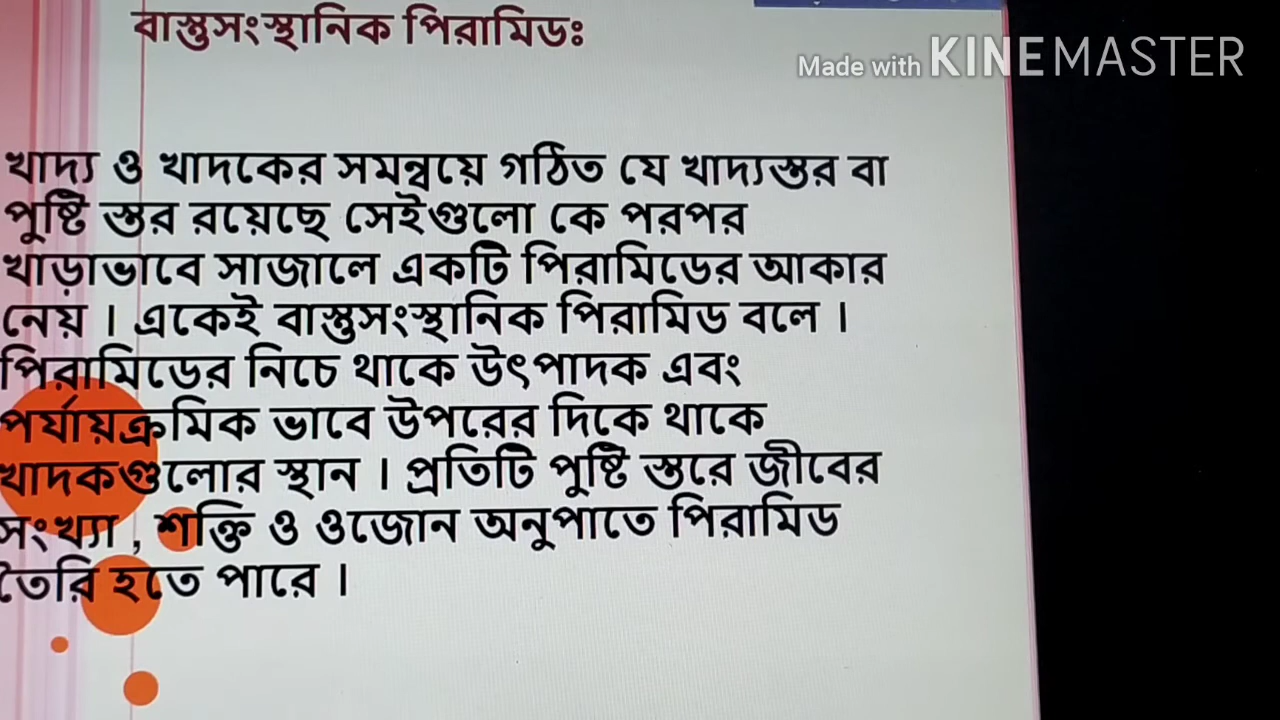 বাস্তুসংস্থানিক পিরামিডঃ
Made with KINEMASTER
খাদ্য ও খাদকের সমন্বয়ে গঠিত যে খাদ্যস্তর বা
পুষ্টি স্তর রয়েছে সেইগুলো কে পরপর
খাড়াভাবে সাজালে একটি পিরামিডের আকার
নেয় । একেই বাস্তুসংস্থানিক পিরামিড বলে ।
পিরামিডের নিচে থাকে উৎপাদক এবং
পর্যায়ক্রমিক ভাবে উপরের দিকে থাকে
খাদকগুলোর স্থান । প্রতিটি পুষ্টি স্তরে জীবের
সংখ্যা , শক্তি ও ওজোন অনুপাতে পিরামিড
তৈরি হতে পারে ।